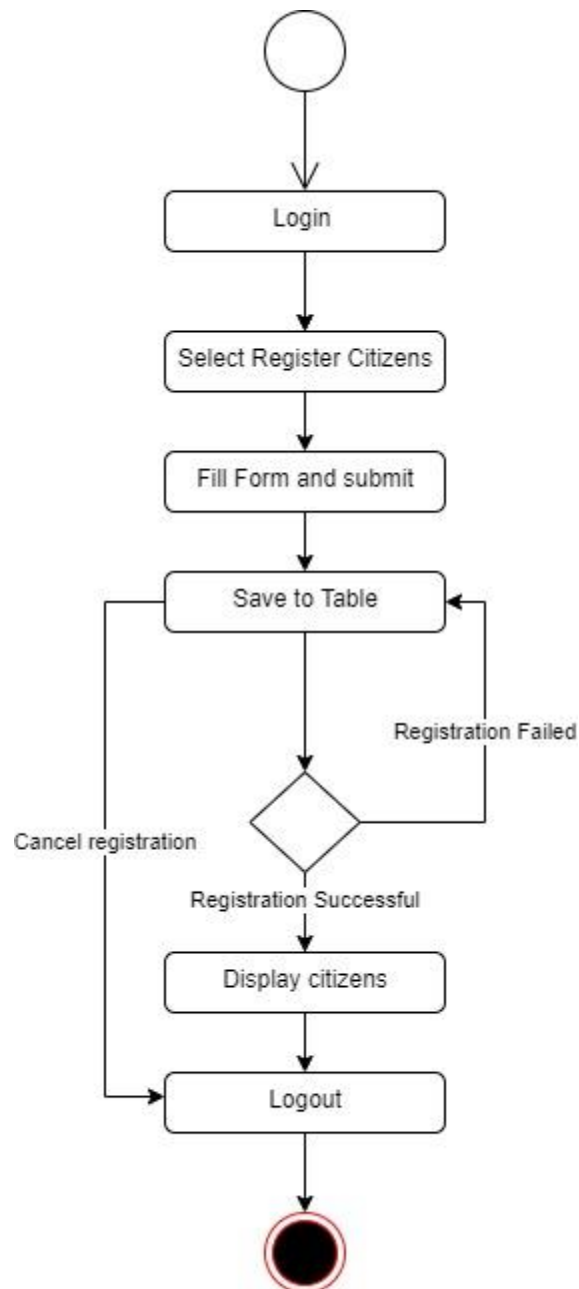 Login
Select Register Citizens
Fill Form and submit
Save to Table
Registration Failed
Cancel registration
Registration Successful
Display citizens
Logout